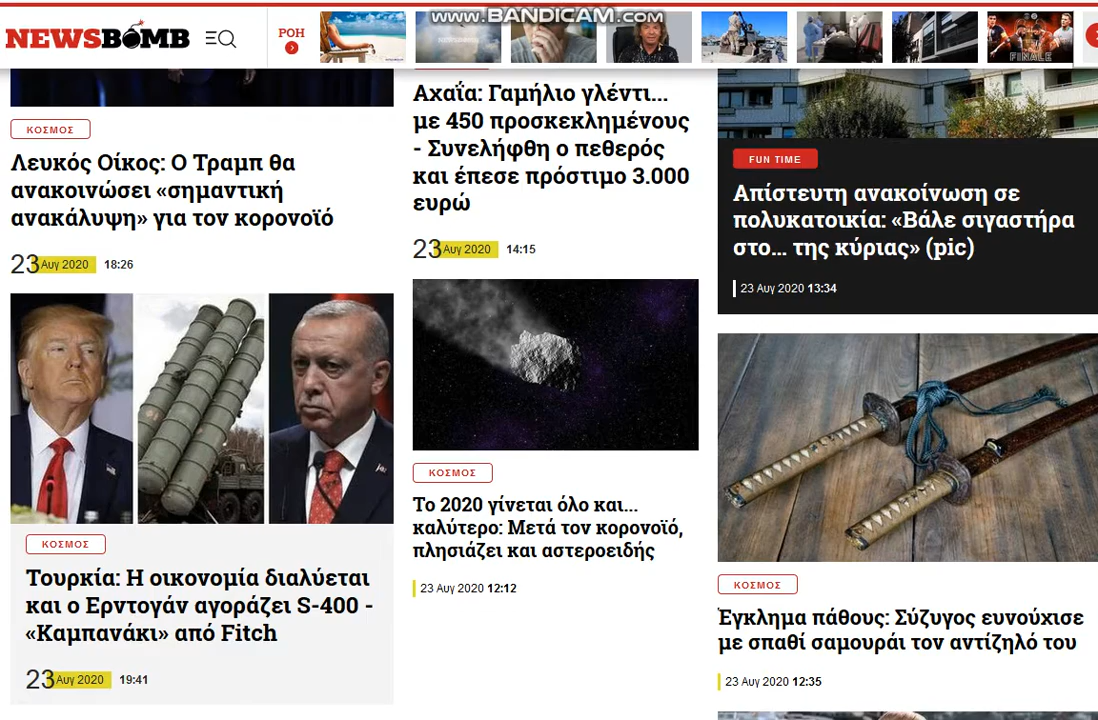 www.BANDICAM.com
NEWSBOMB
ΡΟΗ
FINALE
ΚΟΣΜΟΣ
Λευκός Οίκος: Ο Τραμπ θα
ανακοινώσει «σημαντική
ανακάλυψη» για τον κορονοϊό
23 Αυγ 2020 18:26
ΚΟΣΜΟΣ
Τουρκία: Η οικονομία διαλύεται
και ο Ερντογάν αγοράζει S-400 -
«Καμπανάκι» από Fitch
23 Αυγ 2020 19:41
Αχαΐα: Γαμήλιο γλέντι...
με 450 προσκεκλημένους
- Συνελήφθη ο πεθερός
και έπεσε πρόστιμο 3.000
ευρώ
23 Αυγ 2020 14:15
ΚΟΣΜΟΣ
Το 2020 γίνεται όλο και...
καλύτερο: Μετά τον κορονοϊό,
πλησιάζει και αστεροειδής
23 Αυγ 2020 12:12
FUN TIME
Απίστευτη ανακοίνωση σε
πολυκατοικία: «Βάλε σιγαστήρα
στο... της κύριας» (pic)
23 Αυγ 2020 13:34
ΚΟΣΜΟΣ
Έγκλημα πάθους: Σύζυγος ευνούχισε
με σπαθί σαμουράι τον αντίζηλό του
23 Αυγ 2020 12:35